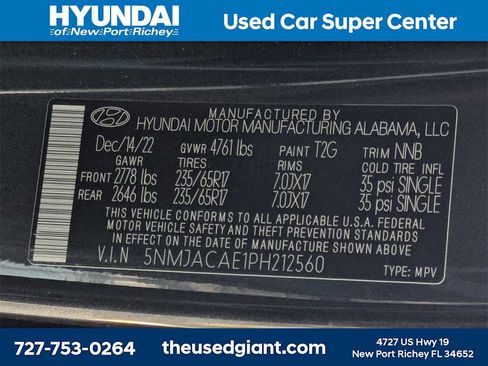 HYUNDAI
of New Port Richey
Used Car Super Center
MANUFACTURED BY
HYUNDAI MOTOR MANUFACTURING ALABAMA, LLC
Dec/14/22 GVWR 4761 lbs PAINT T2G TRIM NNB
GAWR TIRES RIMS COLD TIRE INFL
FRONT 2778 lbs 235/65R17 7.0JX17 35 psi SINGLE
REAR 2646 lbs 235/65R17 7.0JX17 35 psi SINGLE
THIS VEHICLE CONFORMS TO ALL APPLICABLE U.S.A. FEDERAL
MOTOR VEHICLE SAFETY AND THEFT PREVENTION STANDARDS IN
EFFECT ON THE DATE OF MANUFACTURE SHOWN ABOVE.
V.I.N 5NMJACAE1PH212560 TYPE: MPV
727-753-0264
theusedgiant.com
4727 US Hwy 19
New Port Richey FL 34652